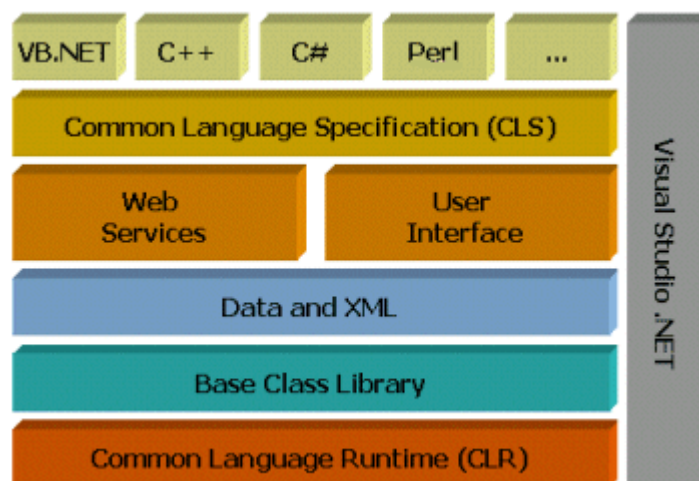 VB.NET
C++
C#
Perl
...
Common Language Specification (CLS)
Web
Services
User
Interface
Data and XML
Base Class Library
Common Language Runtime (CLR)
Visual Studio .NET